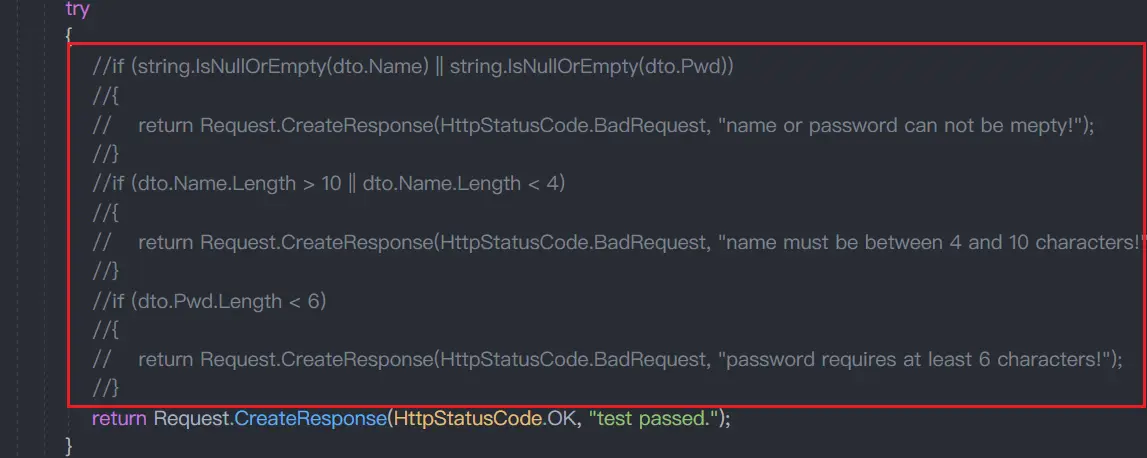 try
{
//if (string.IsNullOrEmpty(dto.Name) || string.IsNullOrEmpty(dto.Pwd))
//{
//    return Request.CreateResponse(HttpStatusCode.BadRequest, "name or password can not be mepty!");
//}
//if (dto.Name.Length > 10 || dto.Name.Length < 4)
//{
//    return Request.CreateResponse(HttpStatusCode.BadRequest, "name must be between 4 and 10 characters!"
//}
//if (dto.Pwd.Length < 6)
//{
//    return Request.CreateResponse(HttpStatusCode.BadRequest, "password requires at least 6 characters!");
//}
return Request.CreateResponse(HttpStatusCode.OK, "test passed.");
}